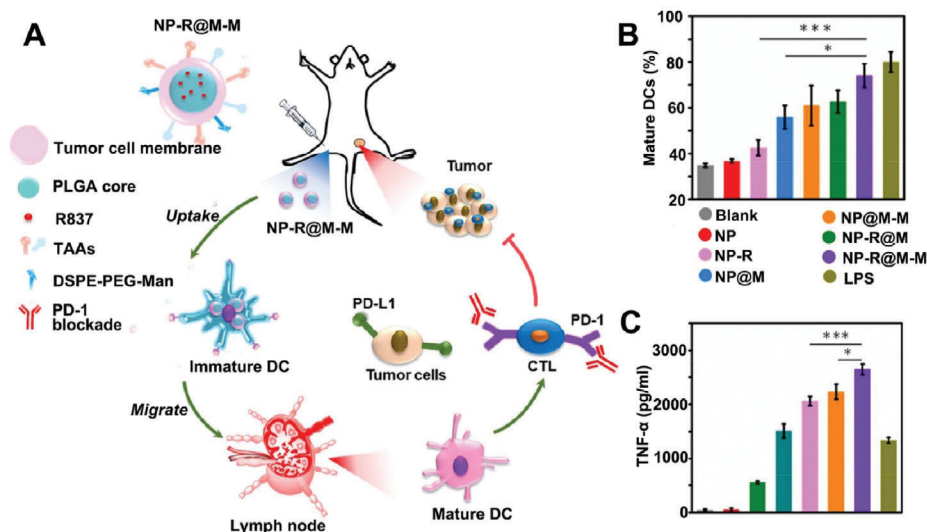 A
NP-R@M-M
Tumor cell membrane
PLGA core
R837
TAAs
DSPE-PEG-Man
PD-1
blockade
Uptake
NP-R@M-M
Tumor
Immature DC
PD-L1
Tumor cells
PD-1
CTL
Migrate
Lymph node
Mature DC
B
Mature DCs (%)
100
80
60
40
20
***
*
Blank
NP
NP-R
NP@M
NP@M-M
NP-R@M
NP-R@M-M
LPS
C
TNF-α (pg/ml)
3000
2000
1000
0
***
*